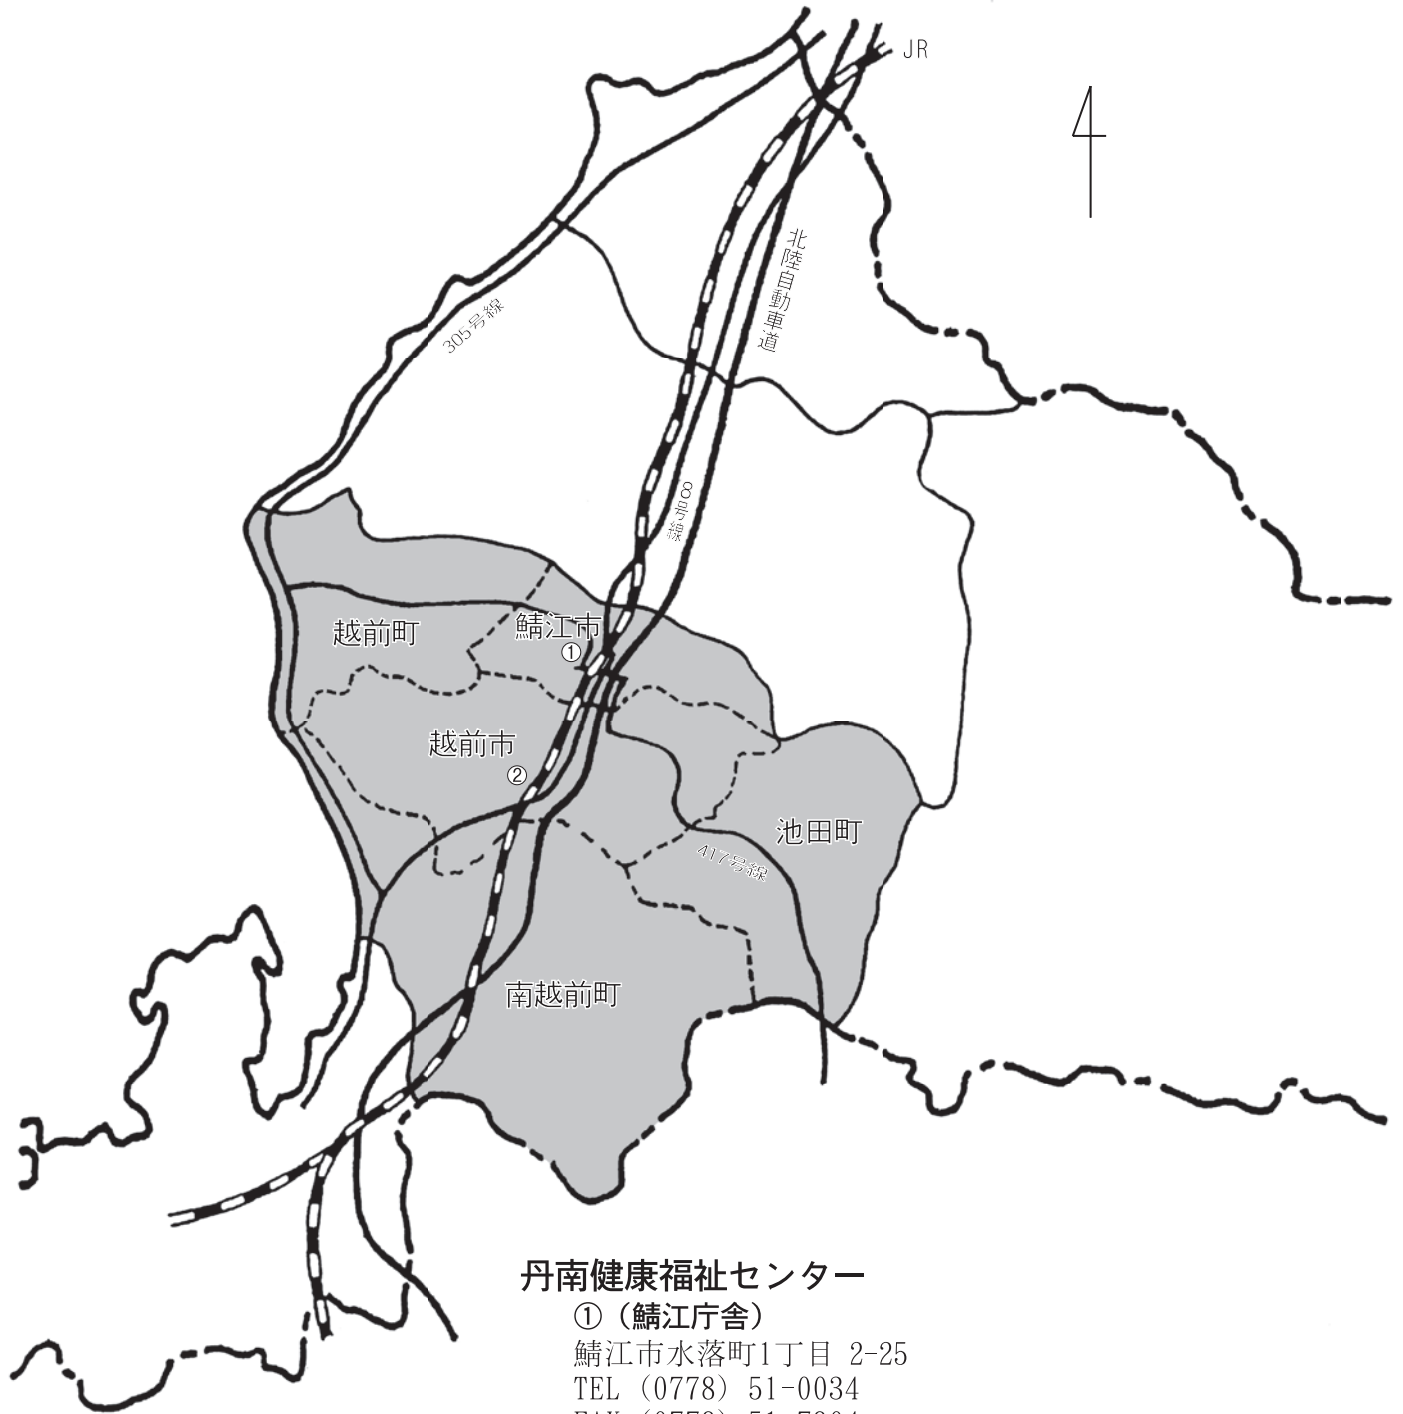 JR
北陸自動車道
305号線
8号線
越前町
鯖江市
①
越前市
②
池田町
417号線
南越前町
丹南健康福祉センター
①（鯖江庁舎）
鯖江市水落町1丁目 2-25
TEL（0778）51-0034